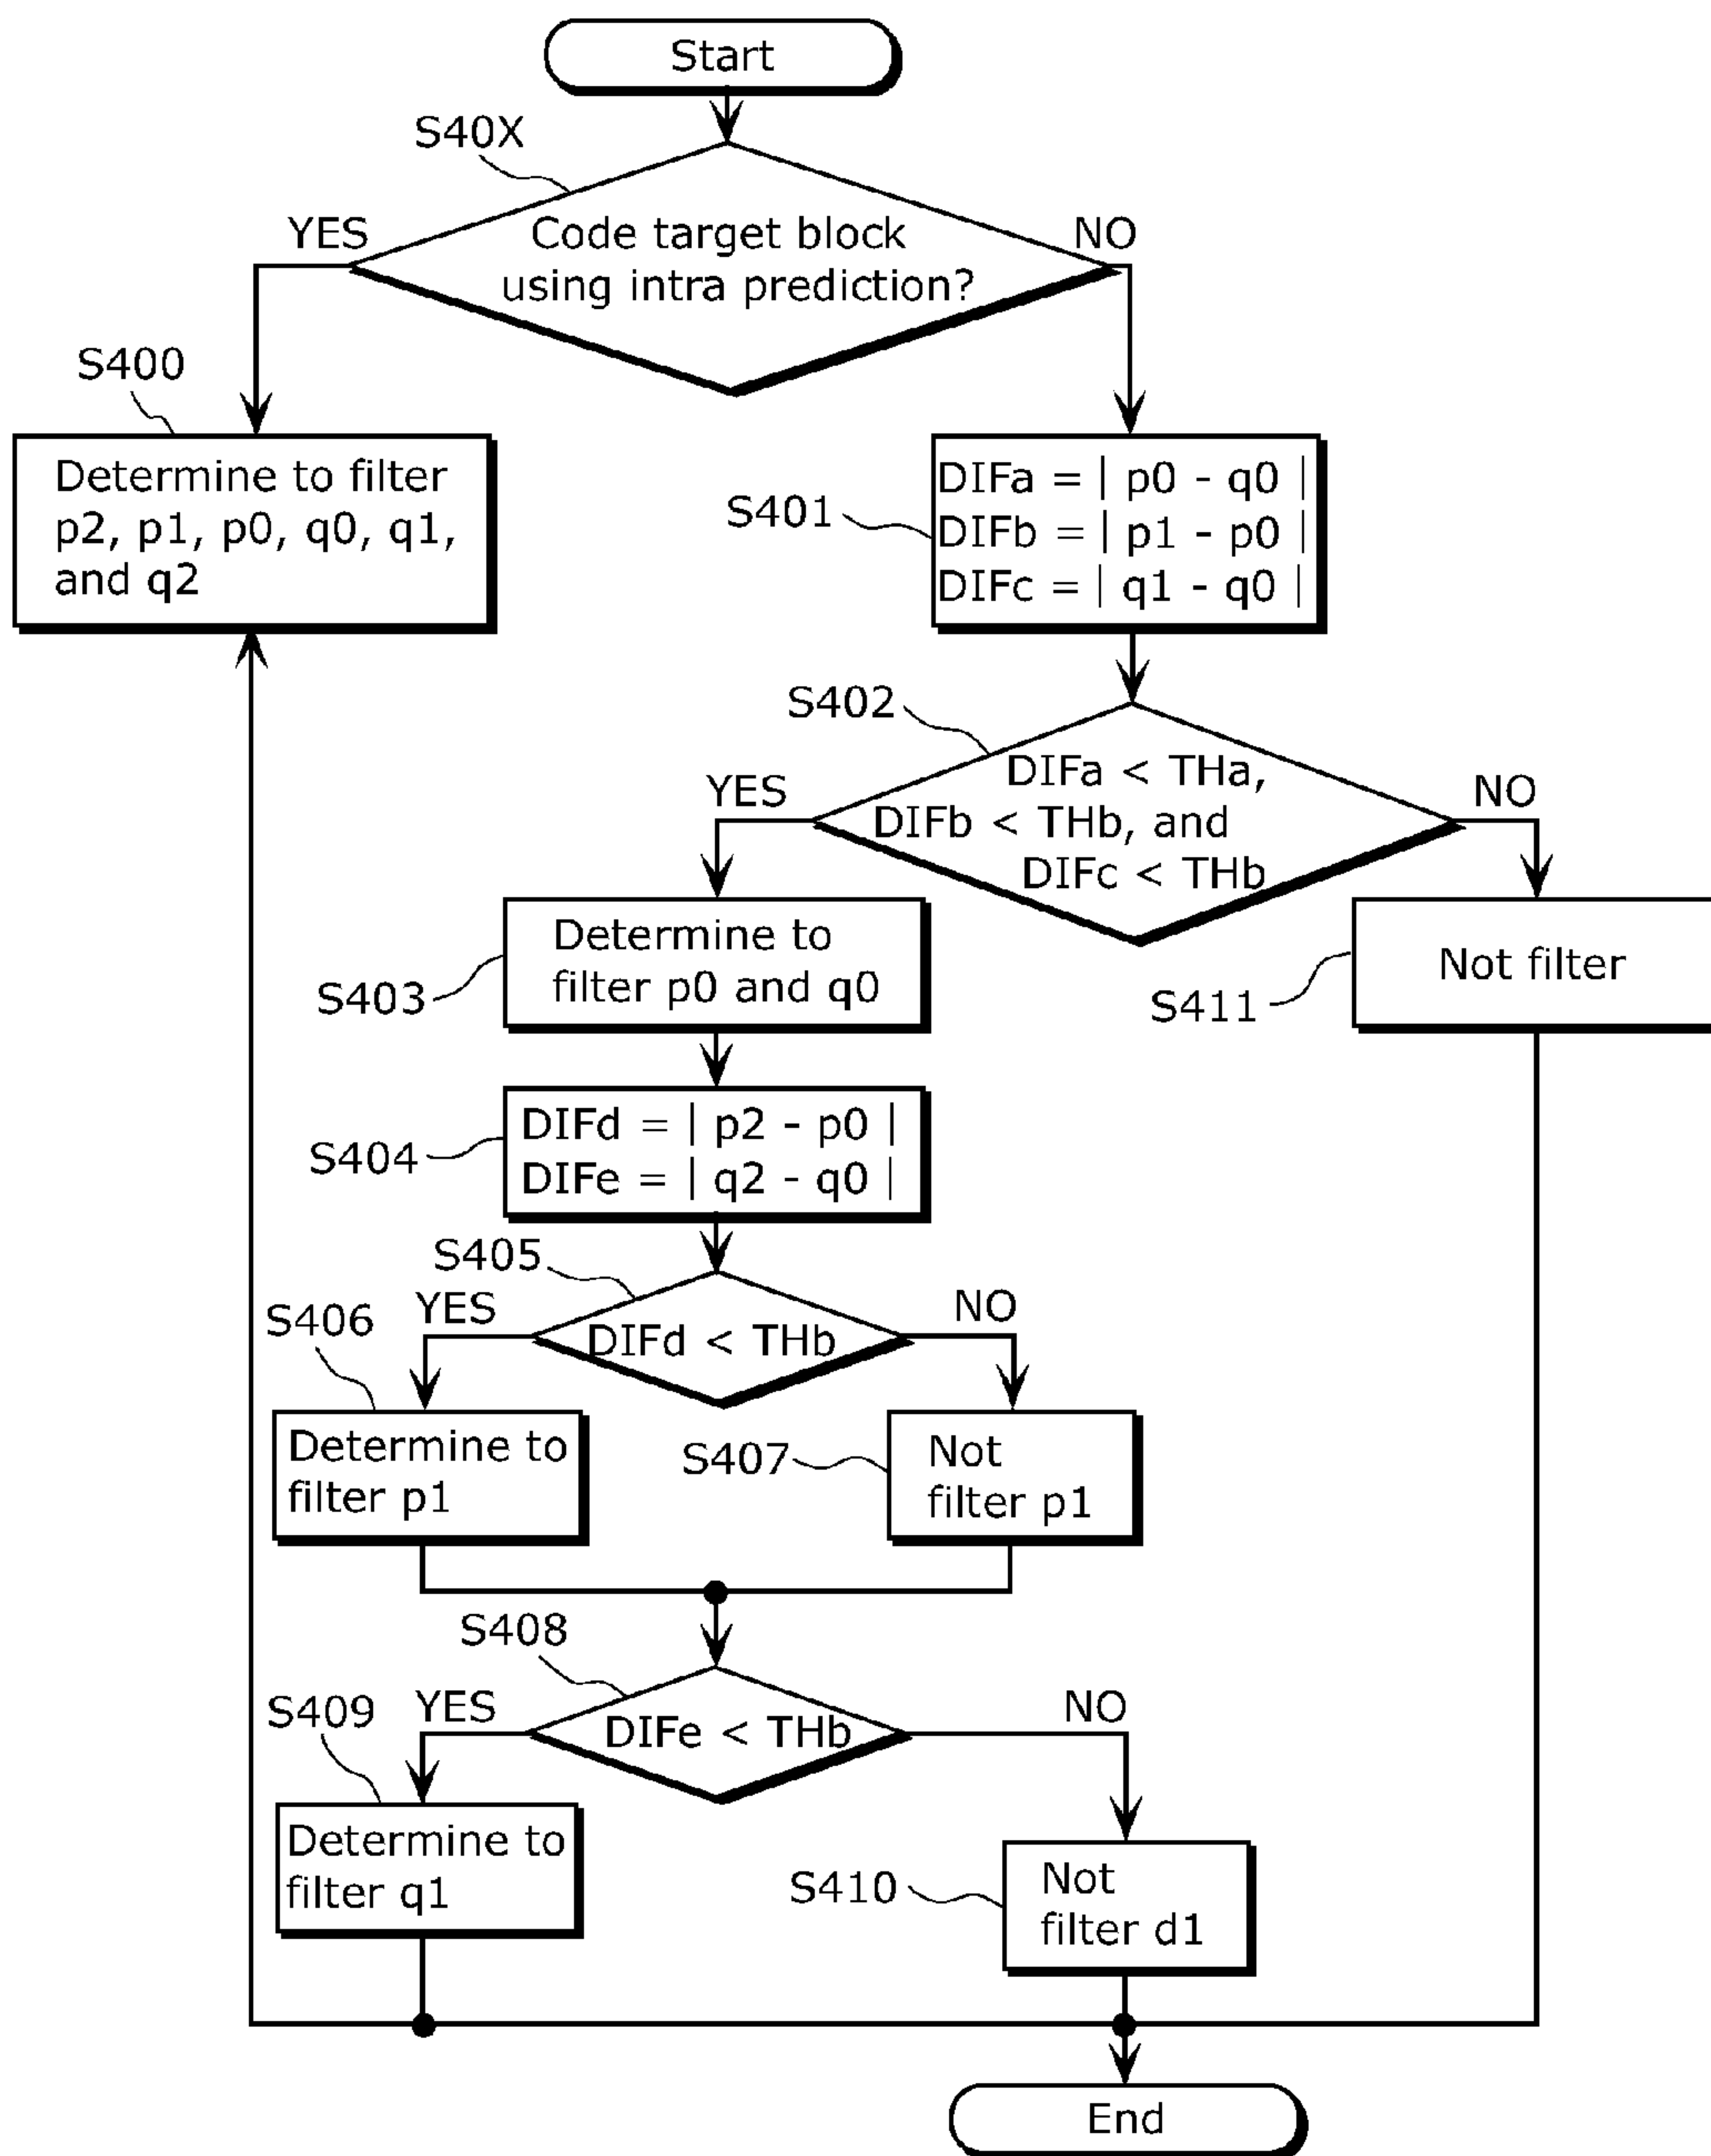 Start
S40X
YES
NO
Code target block
using intra prediction?
S400
Determine to filter
p2, p1, p0, q0, q1,
and q2
S401
DIFa = | p0 - q0 |
DIFb = | p1 - p0 |
DIFc = | q1 - q0 |
S402
YES
NO
DIFa < THa,
DIFb < THb, and
DIFc < THb
S403
Determine to
filter p0 and q0
S411
Not filter
S404
DIFd = | p2 - p0 |
DIFe = | q2 - q0 |
S405
YES
NO
DIFd < THb
S406
Determine to
filter p1
S407
Not
filter p1
S408
YES
NO
DIFe < THb
S409
Determine to
filter q1
S410
Not
filter d1
End